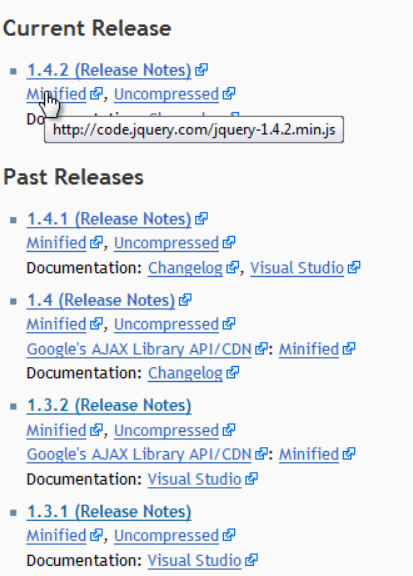 Current Release
1.4.2 (Release Notes)
Minified, Uncompressed
http://code.jquery.com/jquery-1.4.2.min.js
Past Releases
1.4.1 (Release Notes)
Minified, Uncompressed
Documentation: Changelog, Visual Studio
1.4 (Release Notes)
Minified, Uncompressed
Google's AJAX Library API/CDN: Minified
Documentation: Changelog
1.3.2 (Release Notes)
Minified, Uncompressed
Google's AJAX Library API/CDN: Minified
Documentation: Visual Studio
1.3.1 (Release Notes)
Minified, Uncompressed
Documentation: Visual Studio